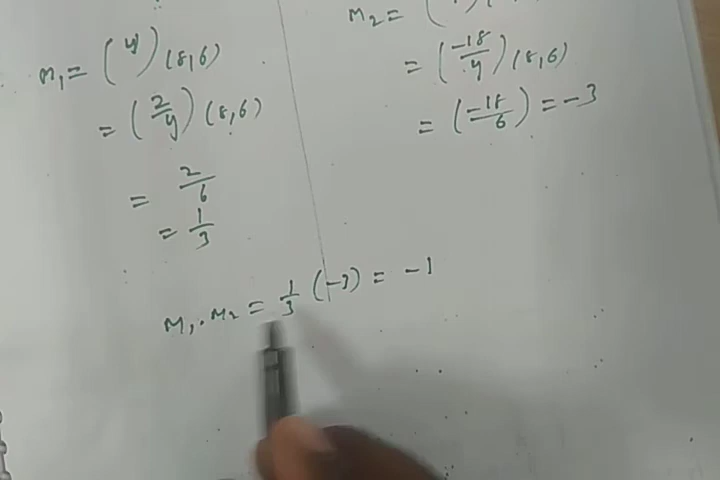 m₁ = (y')(8,6)
= (2/y)(8,6)
= 2/6
= 1/3
m₂ =
= (-18/y)(8,6)
= (-18/6) = -3
m₁ . m₂ = 1/3 (-3) = -1